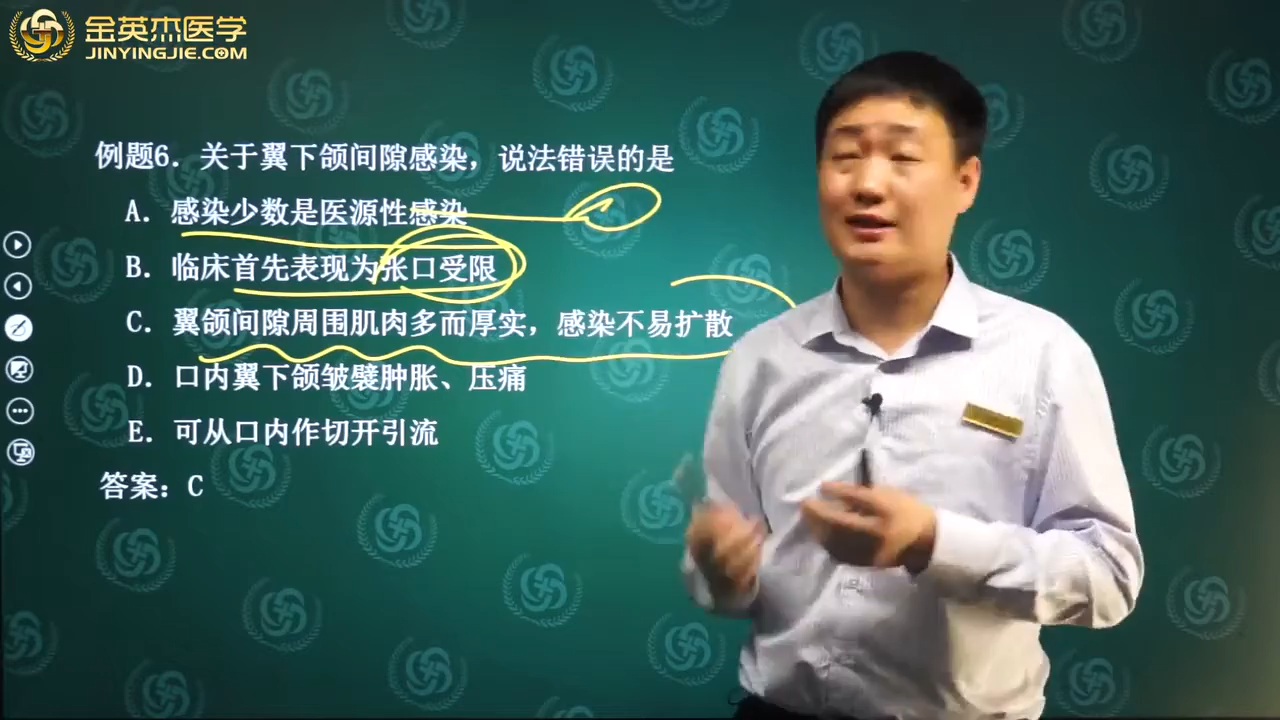 金英杰医学
JINYINGJIE.COM
例题6. 关于翼下颌间隙感染，说法错误的是
A. 感染少数是医源性感染
B. 临床首先表现为张口受限
C. 翼颌间隙周围肌肉多而厚实，感染不易扩散
D. 口内翼下颌皱襞肿胀、压痛
E. 可从口内作切开引流
答案：C